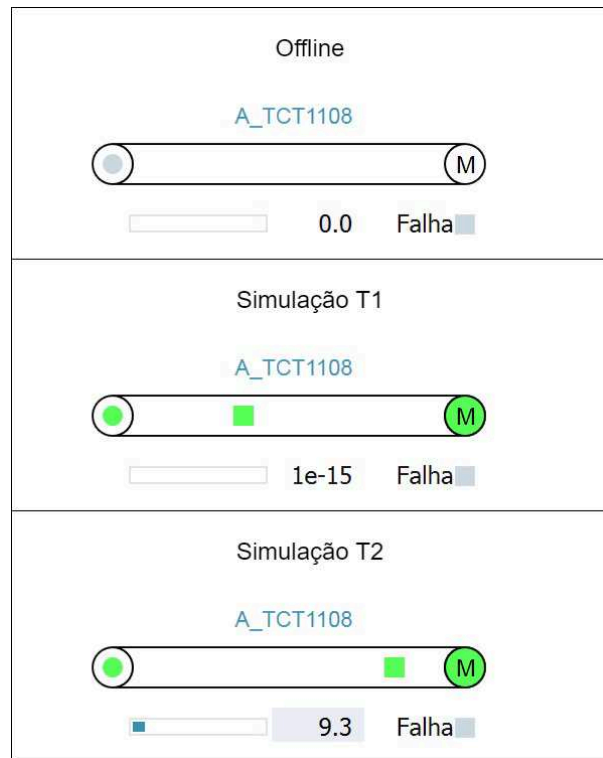 Offline
A_TCT1108
M
0.0 Falha
Simulação T1
A_TCT1108
M
1e-15 Falha
Simulação T2
A_TCT1108
M
9.3 Falha